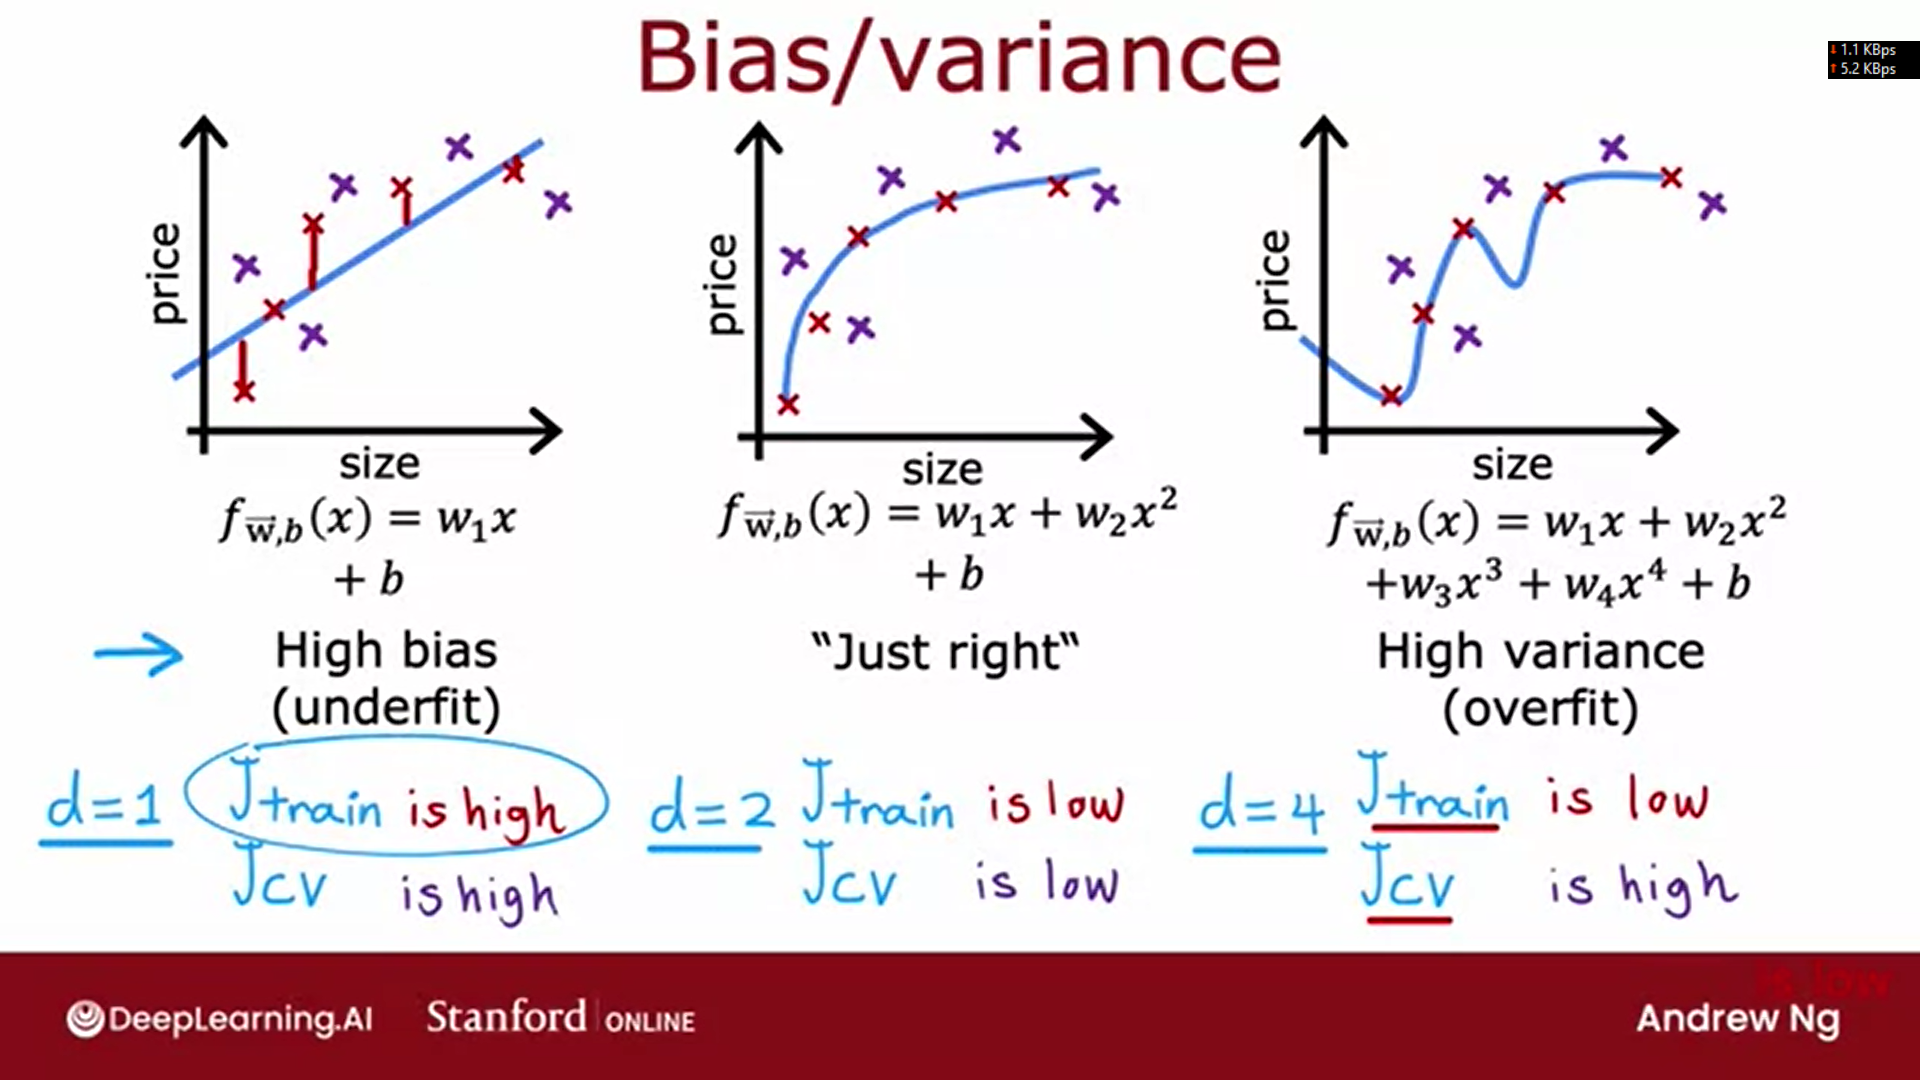 Bias/variance
↓ 1.1 KBps
↑ 5.2 KBps
price
size
f_{\vec{w},b}(x) = w_1x
+ b
High bias
(underfit)
d=1 J_{train} is high
J_{cv} is high
price
size
f_{\vec{w},b}(x) = w_1x + w_2x^2
+ b
"Just right"
d=2 J_{train} is low
J_{cv} is low
price
size
f_{\vec{w},b}(x) = w_1x + w_2x^2
+w_3x^3 + w_4x^4 + b
High variance
(overfit)
d=4 J_{train} is low
J_{cv} is high
is low
DeepLearning.AI Stanford | ONLINE
Andrew Ng